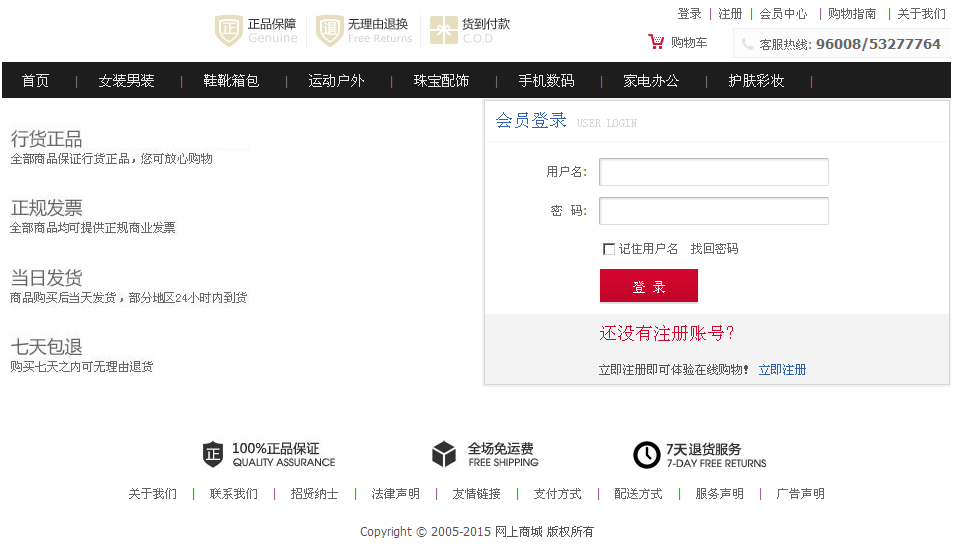 登录 | 注册 | 会员中心 | 购物指南 | 关于我们
正品保障 无理由退换 货到付款
Genuine Free Returns C.O.D
购物车 客服热线: 96008/53277764
首页 | 女装男装 | 鞋靴箱包 | 运动户外 | 珠宝配饰 | 手机数码 | 家电办公 | 护肤彩妆 |
行货正品
全部商品保证行货正品，您可放心购物
正规发票
全部商品均可提供正规商业发票
当日发货
商品购买后当天发货，部分地区24小时内到货
七天包退
购买七天之内可无理由退货
会员登录 USER LOGIN
用户名:
密 码:
记住用户名 找回密码
登 录
还没有注册账号?
立即注册即可体验在线购物! 立即注册
正 100%正品保证
QUALITY ASSURANCE
全场免运费
FREE SHIPPING
7天退货服务
7-DAY FREE RETURNS
关于我们 | 联系我们 | 招贤纳士 | 法律声明 | 友情链接 | 支付方式 | 配送方式 | 服务声明 | 广告声明
Copyright © 2005-2015 网上商城 版权所有